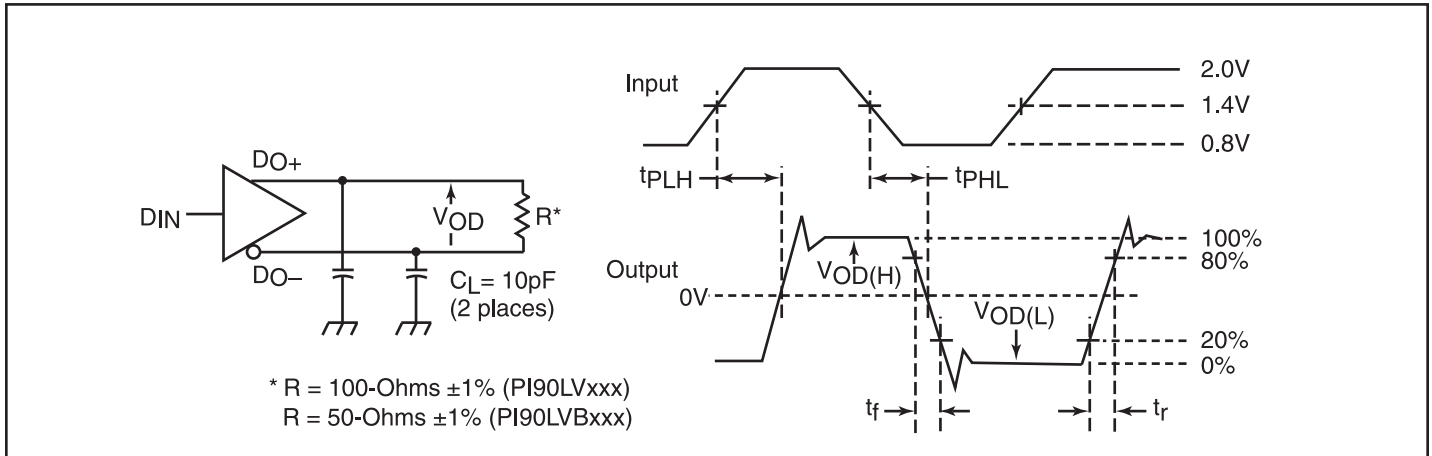 DIN
DO+
DO–
VOD
R*
CL= 10pF
(2 places)
* R = 100-Ohms ±1% (PI90LVxxx)
R = 50-Ohms ±1% (PI90LVBxxx)
Input
2.0V
1.4V
0.8V
tPLH
tPHL
Output
0V
VOD(H)
VOD(L)
100%
80%
20%
0%
tf
tr